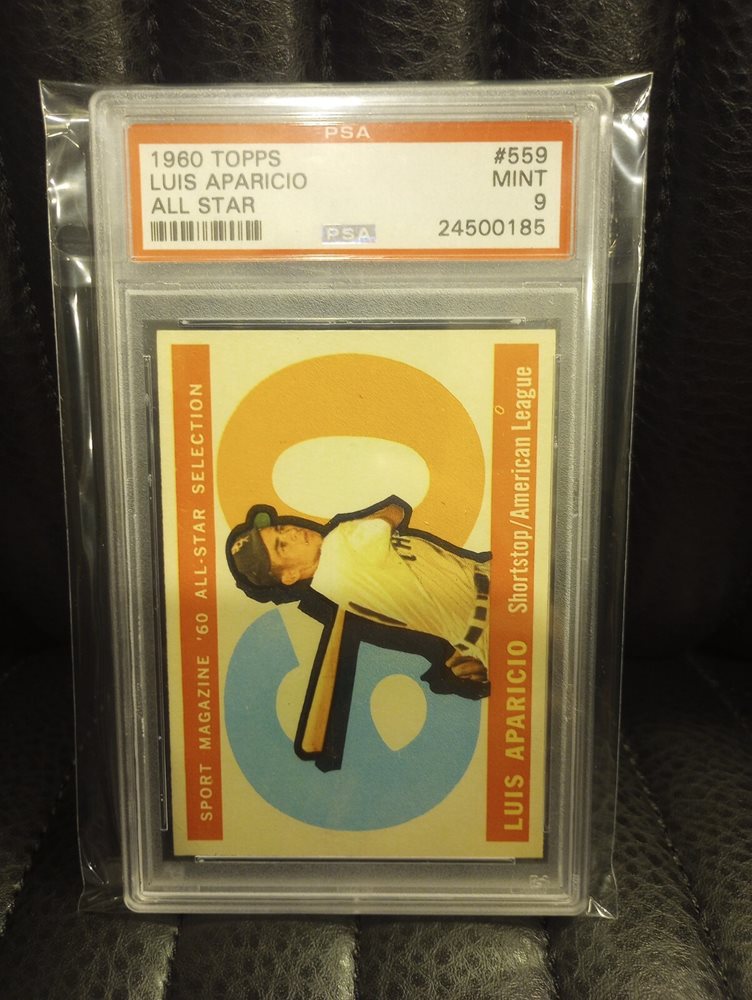 PSA
1960 TOPPS #559
LUIS APARICIO MINT
ALL STAR 9
PSA 24500185
SPORT MAGAZINE '60 ALL-STAR SELECTION
60
LUIS APARICIO Shortstop/American League